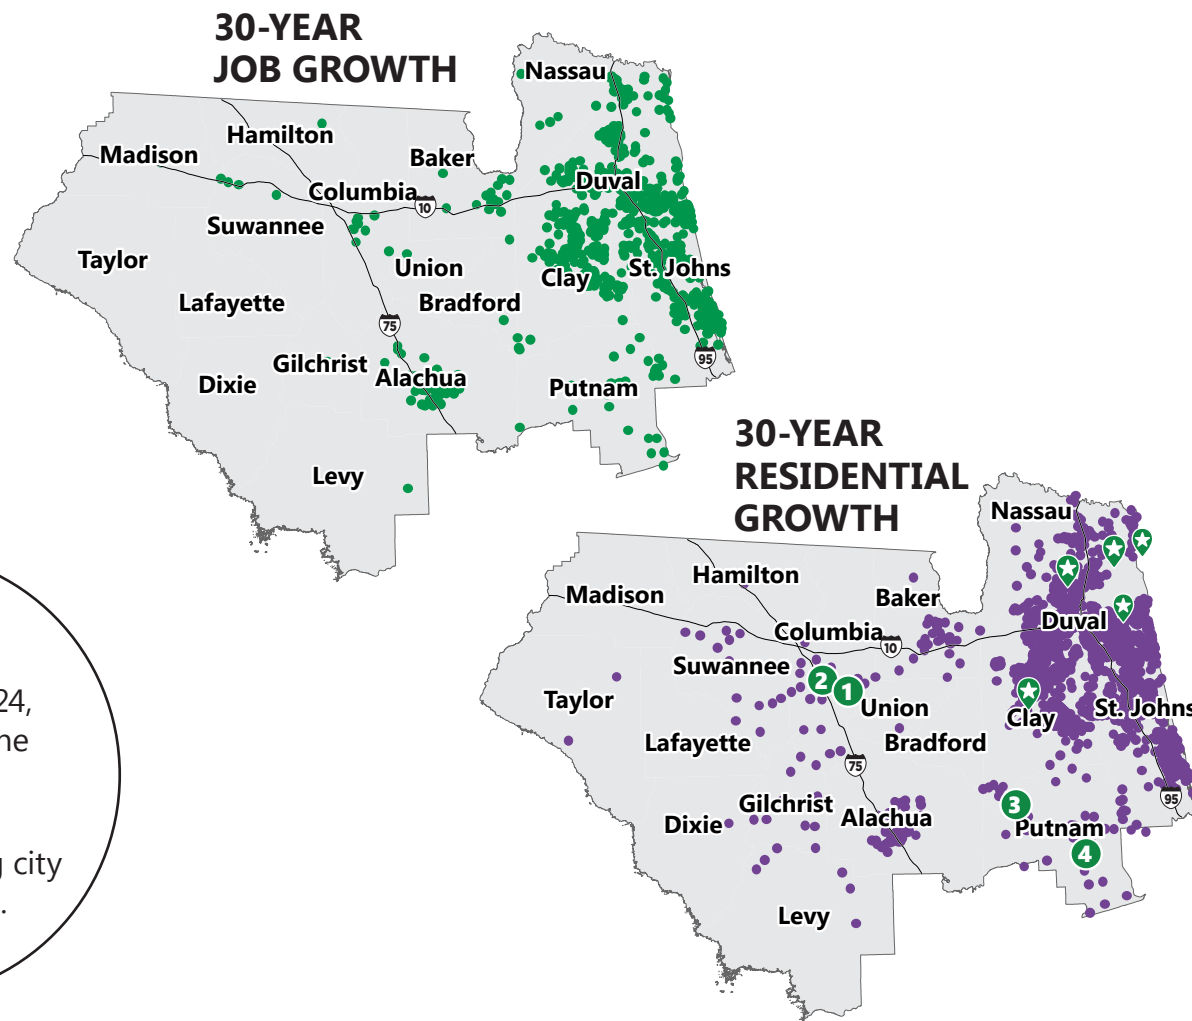 30-YEAR
JOB GROWTH
Nassau
Hamilton
Madison
Baker
Duval
Columbia
10
Suwannee
Taylor
Union
Clay
St. Johns
Lafayette
Bradford
75
95
Gilchrist
Alachua
Dixie
Putnam
Levy
30-YEAR
RESIDENTIAL
GROWTH
Nassau
Hamilton
Madison
Baker
Duval
Columbia
10
Suwannee
2
1
Taylor
Union
Clay
St. Johns
Lafayette
Bradford
75
95
Gilchrist
3
Alachua
Dixie
Putnam
4
Levy
24,
city
.